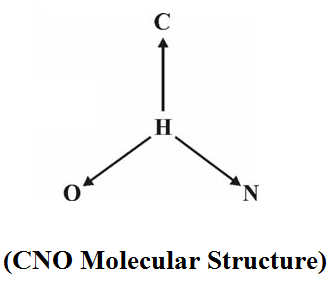 C
H
O N
(CNO Molecular Structure)